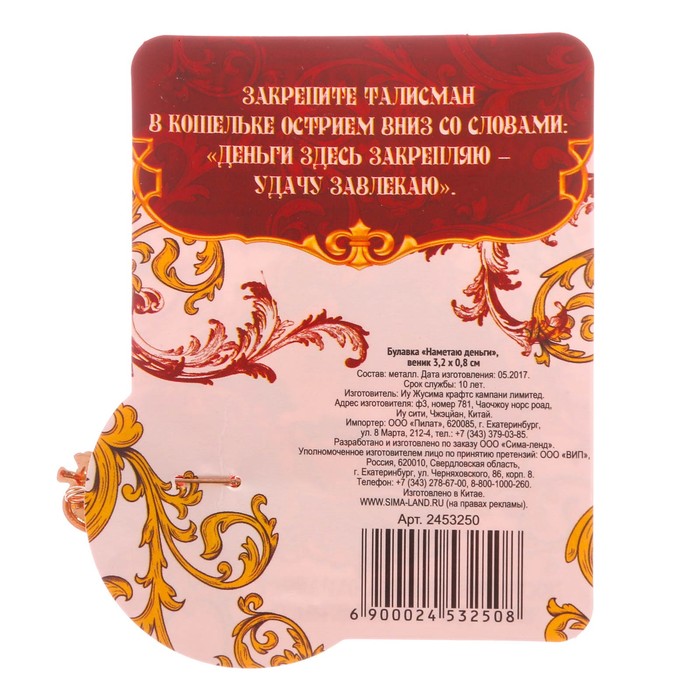 ЗАКРЕПИТЕ ТАЛИСМАН
В КОШЕЛЬКЕ ОСТРИЕМ ВНИЗ СО СЛОВАМИ:
«ДЕНЬГИ ЗДЕСЬ ЗАКРЕПЛЯЮ –
УДАЧУ ЗАВЛЕКАЮ».
Булавка «Наметаю деньги»,
веник 3,2 х 0,8 см
Состав: металл. Дата изготовления: 05.2017.
Срок службы: 10 лет.
Изготовитель: Иу Жусима крафтс кампани лимитед.
Адрес изготовителя: ф3, номер 781, Чаочжоу норс роад,
Иу сити, Чжэцйан, Китай.
Импортер: ООО «Пилат», 620085, г. Екатеринбург,
ул. 8 Марта, 212-4, тел.: +7 (343) 379-03-85.
Разработано и изготовлено по заказу ООО «Сима-ленд».
Уполномоченное изготовителем лицо по принятию претензий: ООО «ВИП»,
Россия, 620010, Свердловская область,
г. Екатеринбург, ул. Черняховского, 86, корп. 8.
Телефон: +7 (343) 278-67-00, 8-800-1000-260.
Изготовлено в Китае.
WWW.SIMA-LAND.RU (на правах рекламы).
Арт. 2453250
6 900024 532508